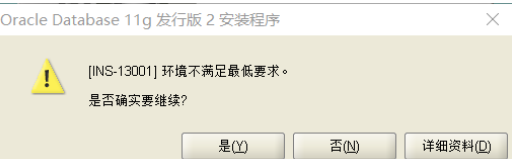 Oracle Database 11g 发行版 2 安装程序
[INS-13001] 环境不满足最低要求。
是否确实要继续?
是(Y)
否(N)
详细资料(D)